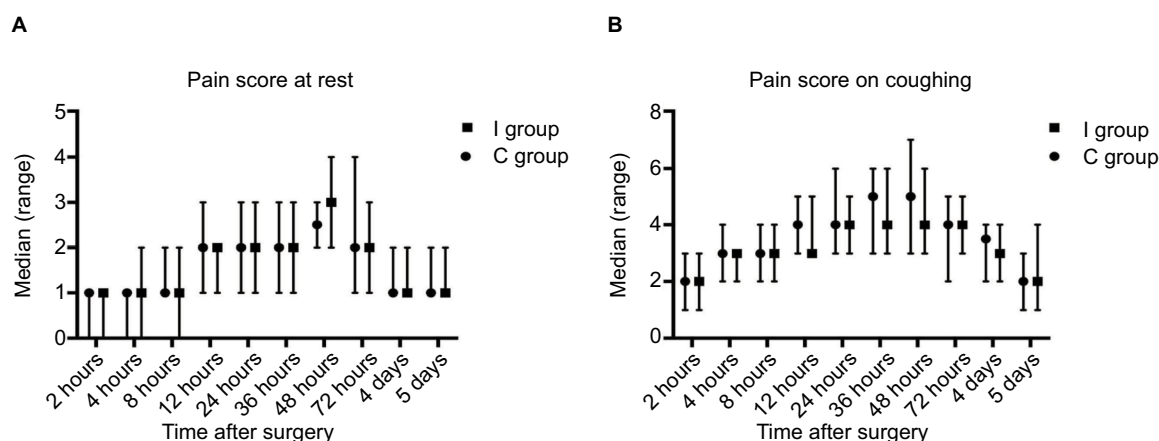 A
Pain score at rest
5
4
3
2
1
0
Median (range)
I group
C group
2 hours
4 hours
8 hours
12 hours
24 hours
36 hours
48 hours
72 hours
4 days
5 days
Time after surgery
B
Pain score on coughing
8
6
4
2
0
Median (range)
I group
C group
2 hours
4 hours
8 hours
12 hours
24 hours
36 hours
48 hours
72 hours
4 days
5 days
Time after surgery